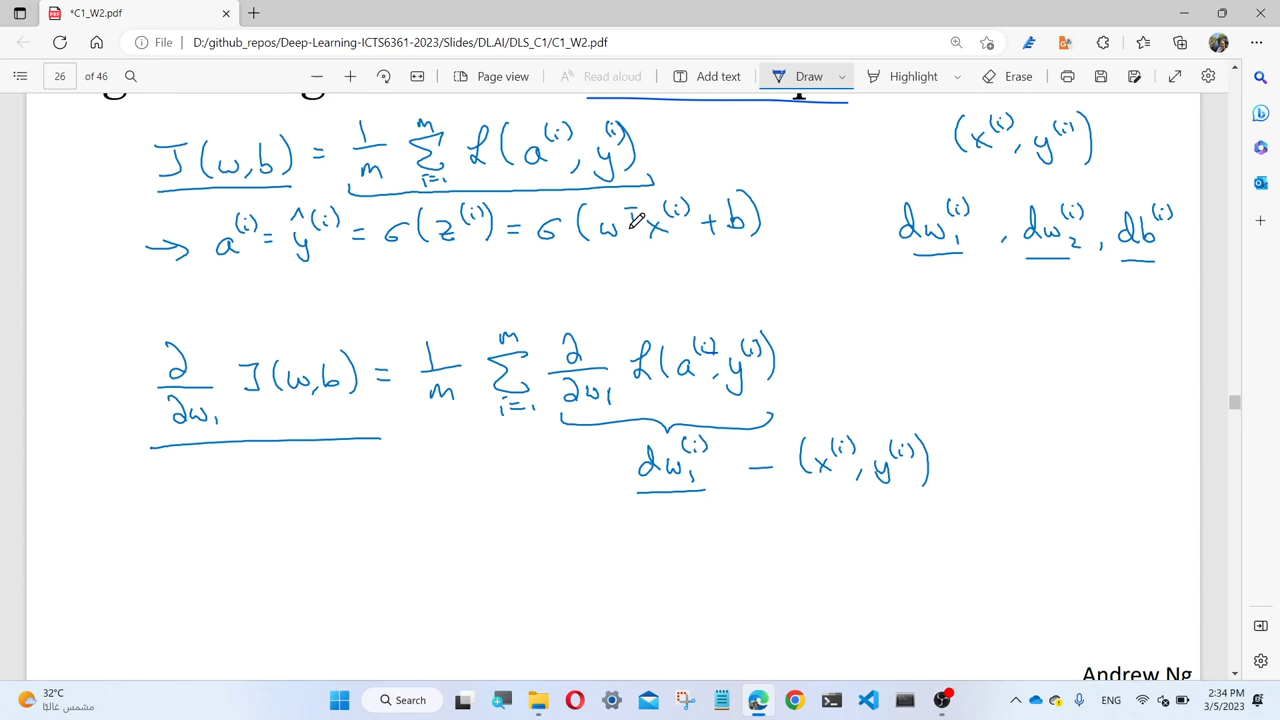 *C1_W2.pdf
File D:/github_repos/Deep-Learning-ICTS6361-2023/Slides/DL.AI/DLS_C1/C1_W2.pdf
26 of 46 Page view Read aloud Add text Draw Highlight Erase
J(w,b) = 1/m Σ_{i=1}^{m} ℒ(a^{(i)}, y^{(i)})
(x^{(i)}, y^{(i)})
→ a^{(i)} = ŷ^{(i)} = σ(z^{(i)}) = σ(w^T x^{(i)} + b)
dw_1^{(i)}, dw_2^{(i)}, db^{(i)}
∂/∂w_1 J(w,b) = 1/m Σ_{i=1}^{m} ∂/∂w_1 ℒ(a^{(i)}, y^{(i)})
dw_1^{(i)} – (x^{(i)}, y^{(i)})
Andrew Ng
32°C
مشمس غالبًا
Search
ENG
2:34 PM
3/5/2023